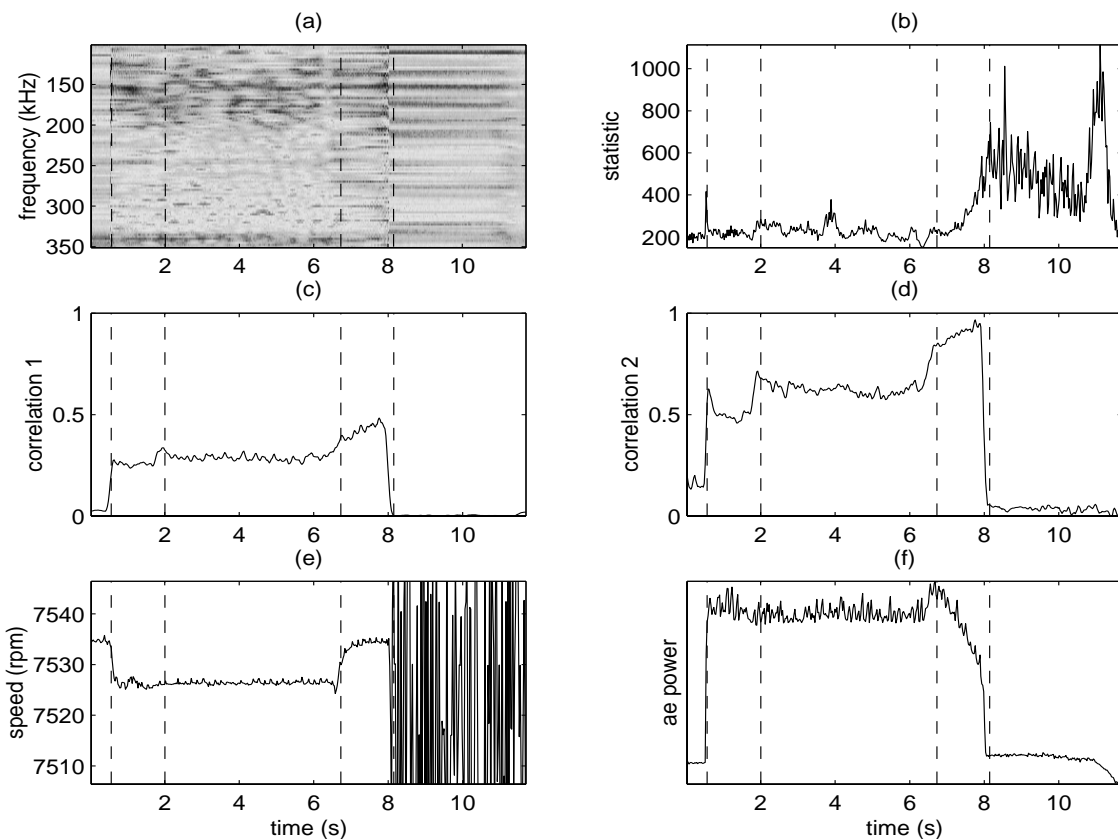 (a)
frequency (kHz)
150
200
250
300
350
2 4 6 8 10
(b)
statistic
1000
800
600
400
200
2 4 6 8 10
(c)
correlation 1
1
0.5
0
2 4 6 8 10
(d)
correlation 2
1
0.5
0
2 4 6 8 10
(e)
speed (rpm)
7540
7530
7520
7510
2 4 6 8 10
time (s)
(f)
ae power
2 4 6 8 10
time (s)